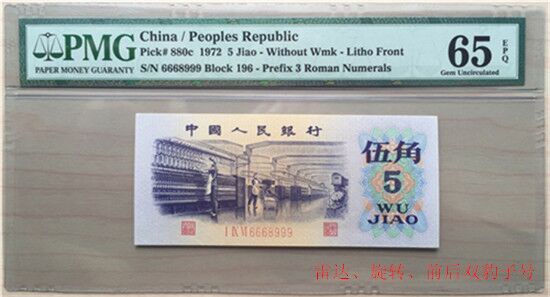 PMG
PAPER MONEY GUARANTY
China / Peoples Republic
Pick# 880c 1972 5 Jiao - Without Wmk - Litho Front
S/N 6668999 Block 196 - Prefix 3 Roman Numerals
65 EPQ
Gem Uncirculated
中國人民銀行
伍角
5
WU
JIAO
I IX VI 6668999
雷达、旋转、前后双豹子号